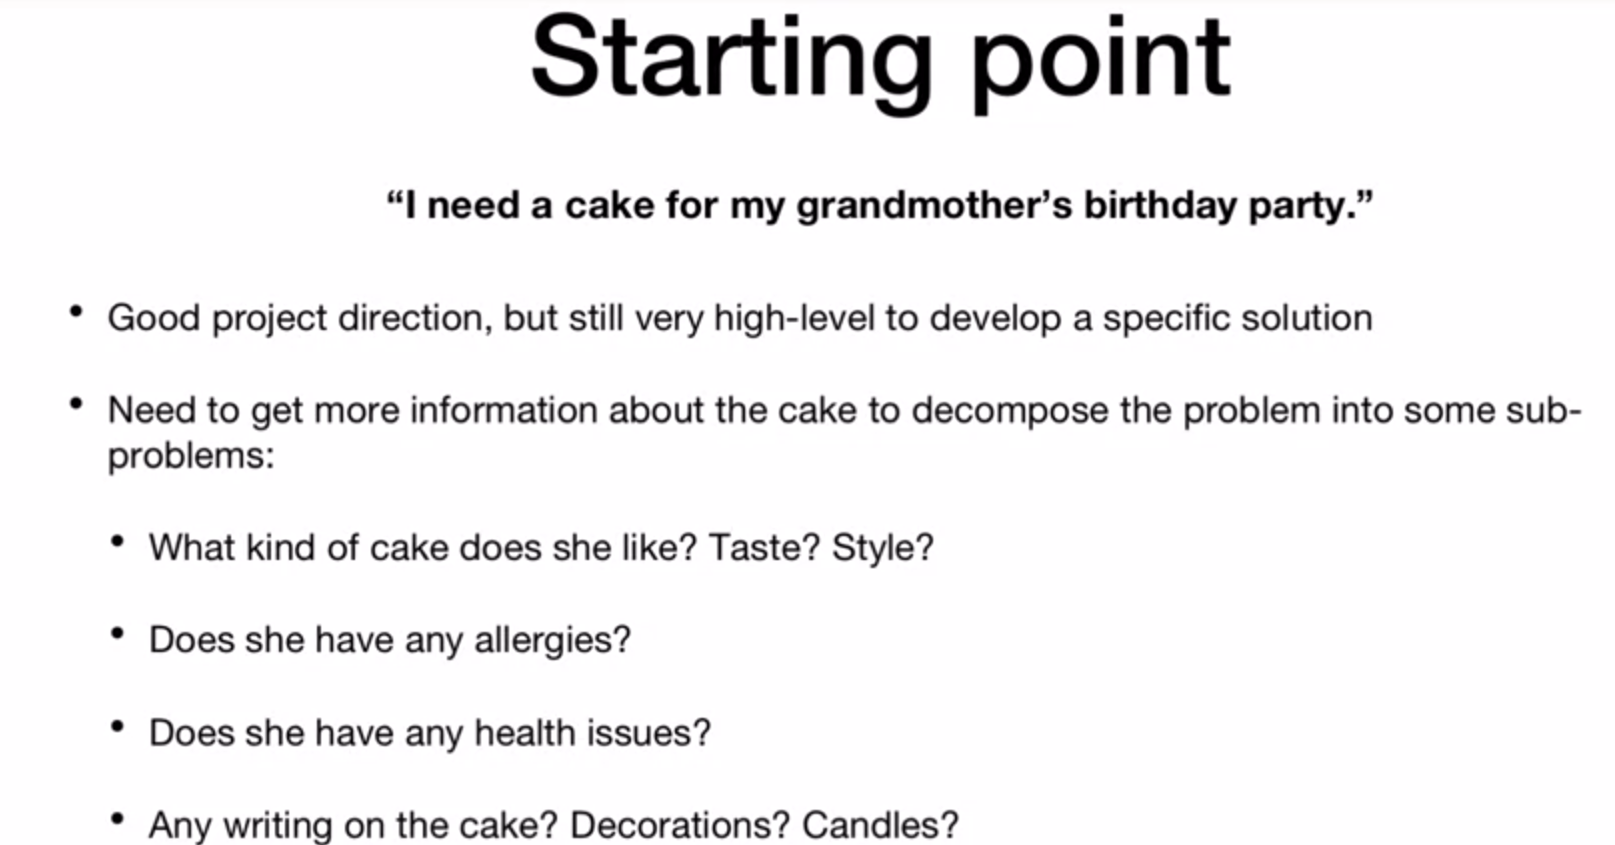 Starting point
“I need a cake for my grandmother’s birthday party.”
• Good project direction, but still very high-level to develop a specific solution
• Need to get more information about the cake to decompose the problem into some sub-
problems:
• What kind of cake does she like? Taste? Style?
• Does she have any allergies?
• Does she have any health issues?
• Any writing on the cake? Decorations? Candles?